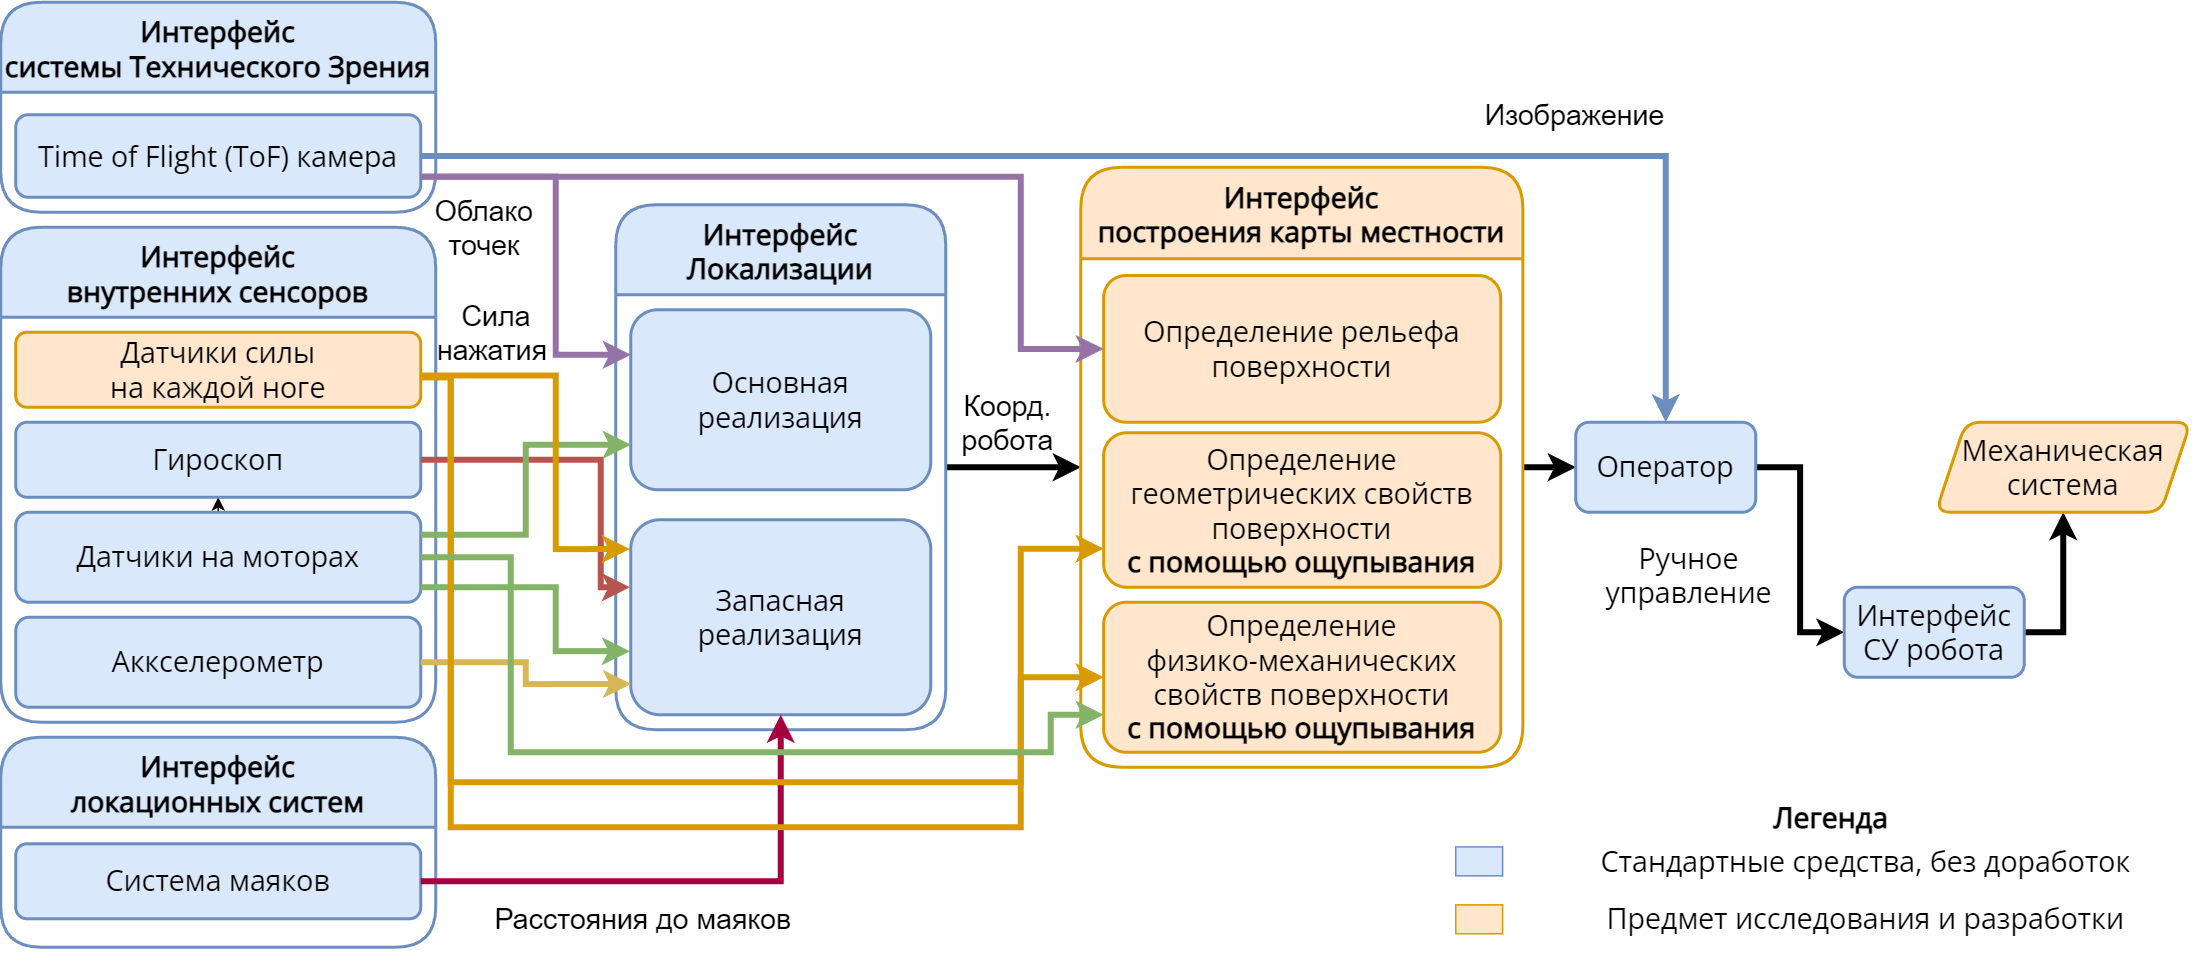 Интерфейс
системы Технического Зрения
Time of Flight (ToF) камера
Облако
точек
Изображение
Интерфейс
внутренних сенсоров
Датчики силы
на каждой ноге
Гироскоп
Датчики на моторах
Аккселерометр
Сила
нажатия
Интерфейс
локационных систем
Система маяков
Расстояния до маяков
Интерфейс
Локализации
Основная
реализация
Запасная
реализация
Коорд.
робота
Интерфейс
построения карты местности
Определение рельефа
поверхности
Определение
геометрических свойств
поверхности
с помощью ощупывания
Определение
физико-механических
свойств поверхности
с помощью ощупывания
Оператор
Ручное
управление
Интерфейс
СУ робота
Механическая
система
Легенда
Стандартные средства, без доработок
Предмет исследования и разработки